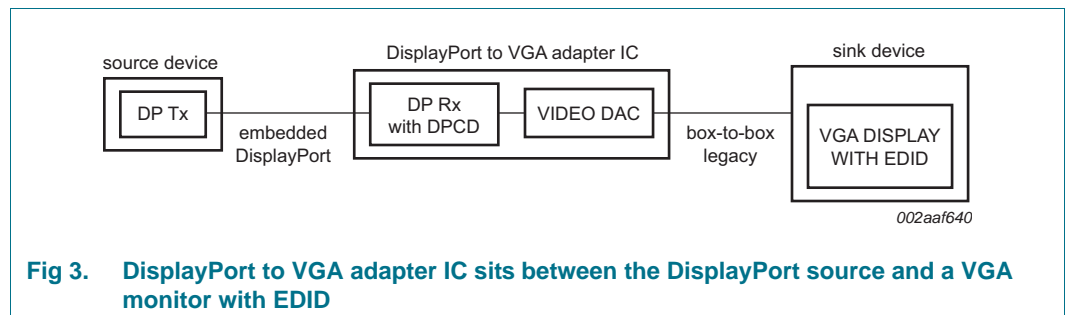 source device
DP Tx
embedded
DisplayPort
DisplayPort to VGA adapter IC
DP Rx
with DPCD
VIDEO DAC
box-to-box
legacy
sink device
VGA DISPLAY
WITH EDID
002aaf640
Fig 3. DisplayPort to VGA adapter IC sits between the DisplayPort source and a VGA
monitor with EDID